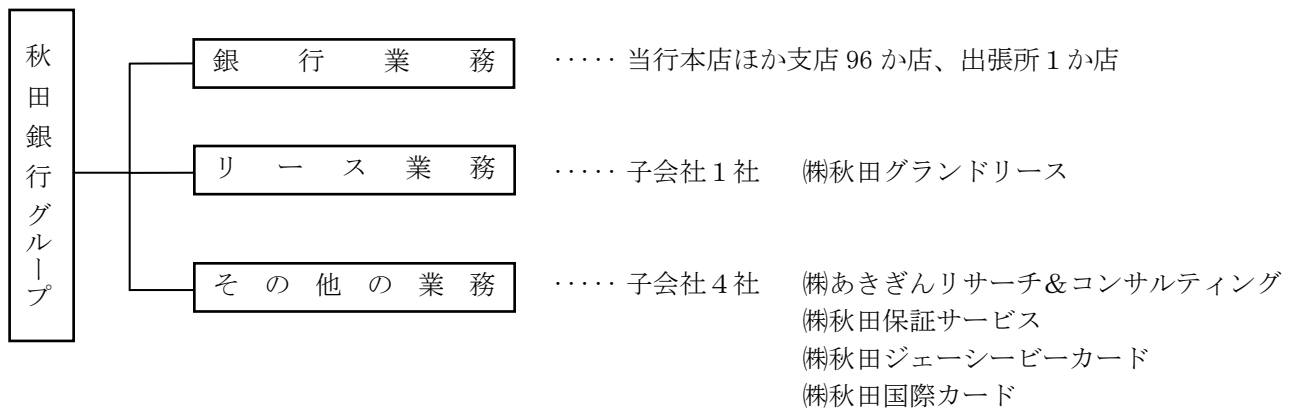 秋田銀行グループ
銀行業務 ‥‥‥ 当行本店ほか支店 96 か店、出張所 1 か店
リース業務 ‥‥‥ 子会社 1 社 ㈱秋田グランドリース
その他の業務 ‥‥‥ 子会社 4 社 ㈱あきぎんリサーチ&コンサルティング
㈱秋田保証サービス
㈱秋田ジェーシービーカード
㈱秋田国際カード